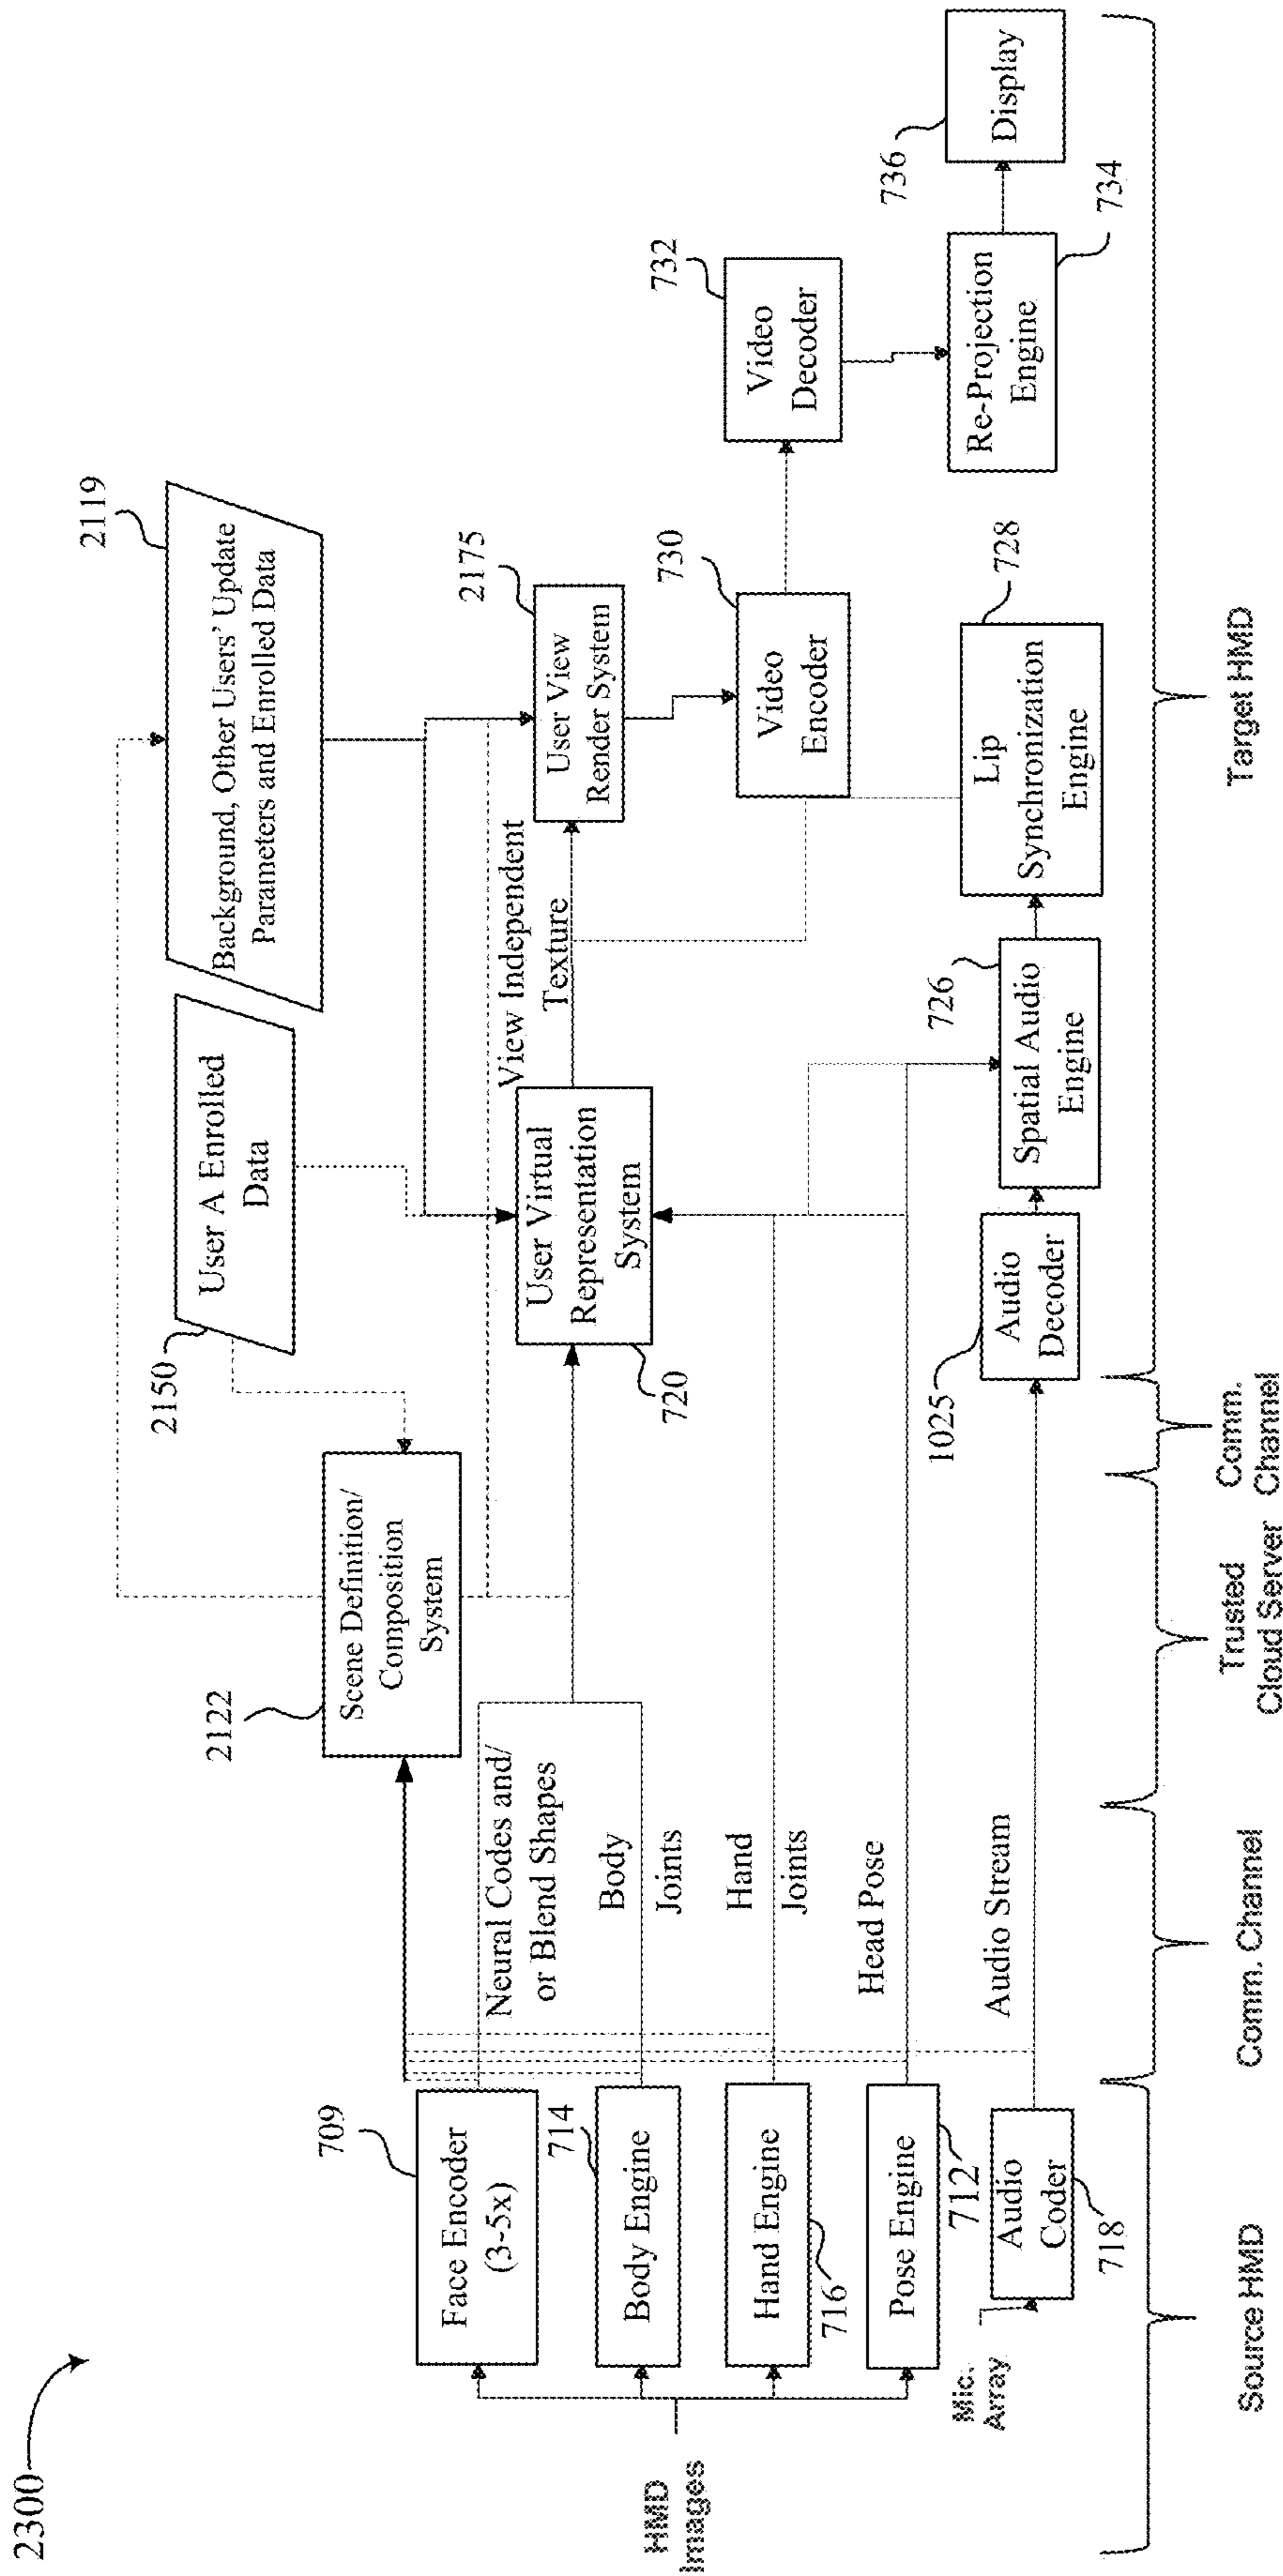 2300
HMD
Images
Mic.
Array
709
Face Encoder
(3-5x)
714
Body Engine
Hand Engine
716
Pose Engine
712
Audio
Coder
718
Neural Codes and/
or Blend Shapes
Body
Joints
Hand
Joints
Head Pose
Audio Stream
2122
Scene Definition/
Composition
System
2150
User A Enrolled
Data
2119
Background, Other Users' Update
Parameters and Enrolled Data
User Virtual
Representation
System
720
View Independent
Texture
2175
User View
Render System
730
Video
Encoder
732
Video
Decoder
Re-Projection
Engine
734
736
Display
1025
Audio
Decoder
726
Spatial Audio
Engine
728
Lip
Synchronization
Engine
Source HMD
Comm. Channel
Trusted
Cloud Server
Comm.
Channel
Target HMD